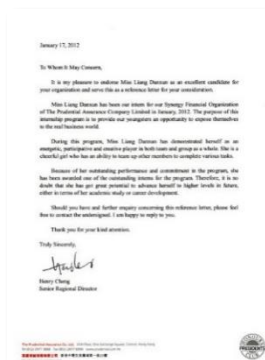 January 17, 2012
To Whom It May Concern,
It is my pleasure to endorse Miss Liang Danxun as an excellent candidate for
your organization and serve this as a reference letter for your consideration.
Miss Liang Danxun has been our intern for our Synergy Financial Organization
of The Prudential Assurance Company Limited in January, 2012. The purpose of this
internship program is to provide our youngsters an opportunity to expose themselves
to the real business world.
During this program, Miss Liang Danxun has demonstrated herself as an
energetic, participative and creative player in both team and group as a whole. She is a
cheerful girl who has an ability to team up other members to complete various tasks.
Because of her outstanding performance and commitment in the program, she
has been awarded one of the outstanding interns for the program. Therefore, it is no
doubt that she has got great potential to advance herself to higher levels in future,
either in terms of her academic study or career development.
Should you have and further enquiry concerning this reference letter, please feel
free to contact the undersigned. I am happy to reply to you.
Thank you for your kind attention.
Truly Sincerely,
Henry Cheng
Senior Regional Director
The Prudential Assurance Co. Ltd.
PRESIDENT'S